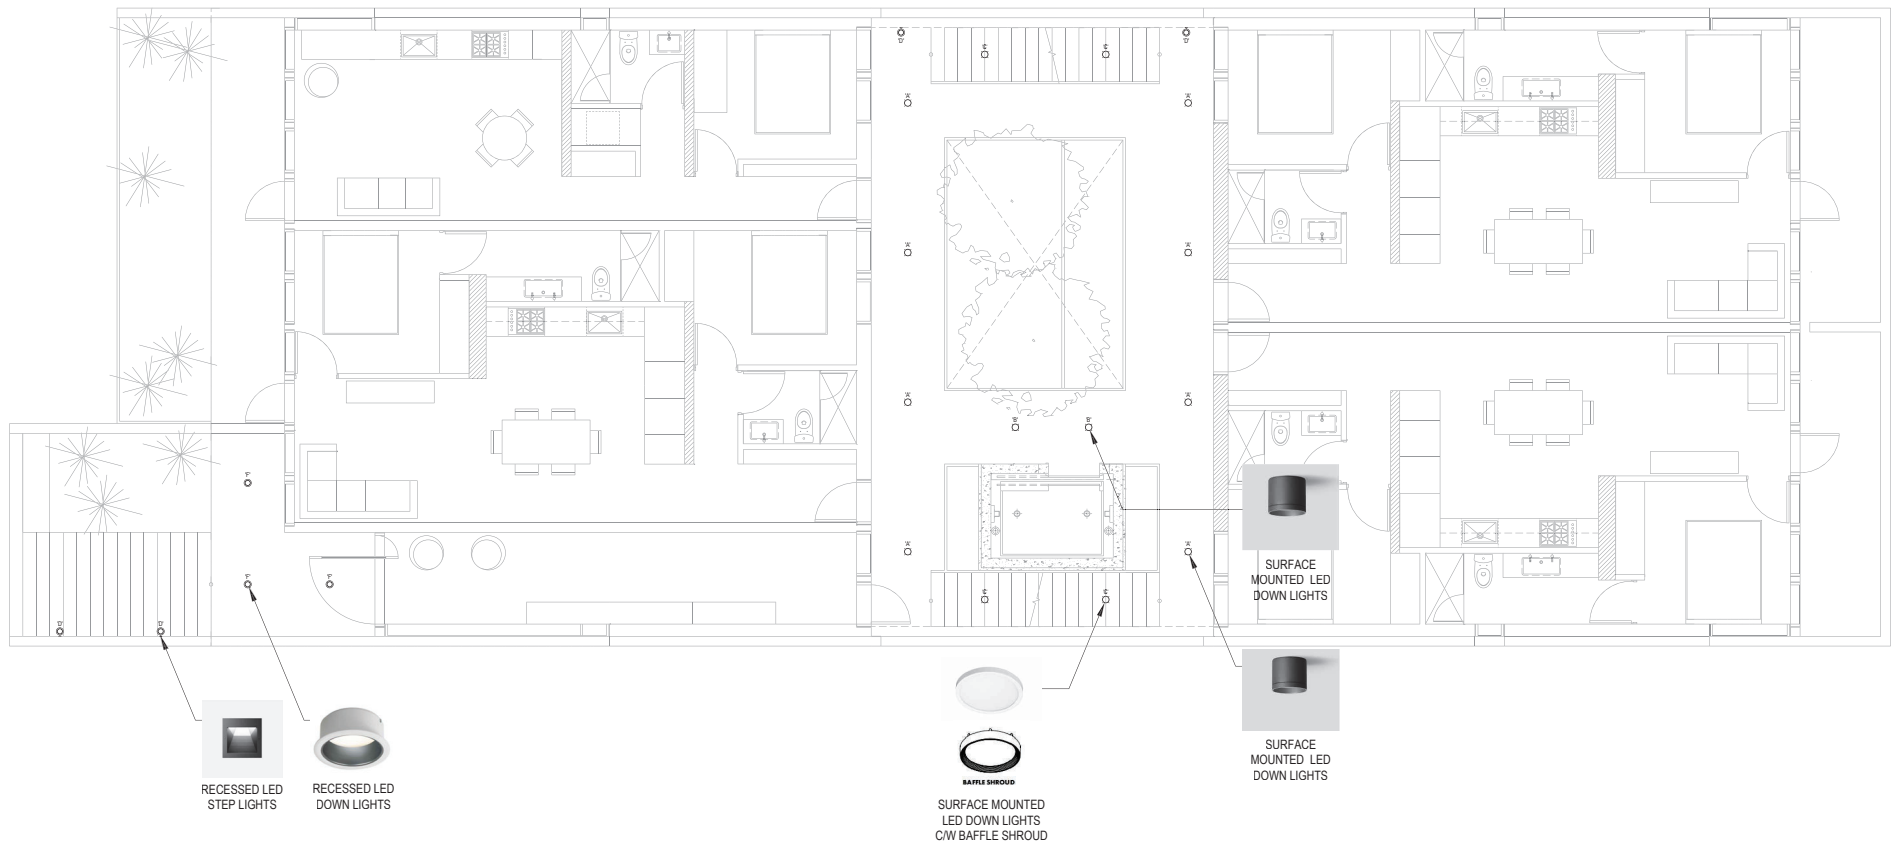 'D'
'D'
'C'
'C'
'A'
'A'
'A'
'A'
'A'
'A'
'B'
'B'
'F'
'A'
'A'
'F'
'F'
'C'
'C'
'D'
'D'
SURFACE
MOUNTED LED
DOWN LIGHTS
SURFACE
MOUNTED LED
DOWN LIGHTS
RECESSED LED
STEP LIGHTS
RECESSED LED
DOWN LIGHTS
BAFFLE SHROUD
SURFACE MOUNTED
LED DOWN LIGHTS
C/W BAFFLE SHROUD